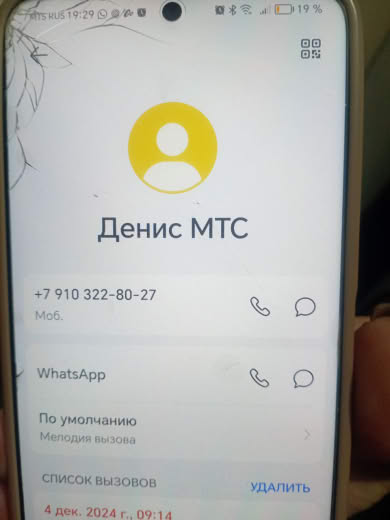 MTS RUS 19:29 19 %
Денис МТС
+7 910 322-80-27
Моб.
WhatsApp
По умолчанию
Мелодия вызова
СПИСОК ВЫЗОВОВ УДАЛИТЬ
4 дек. 2024 г., 09:14